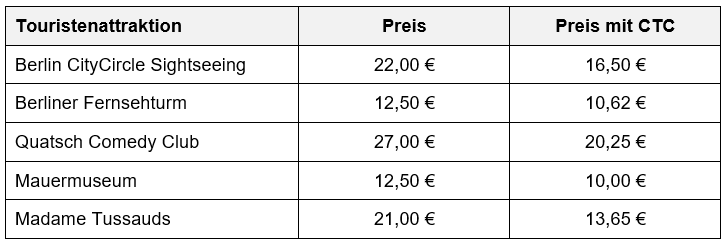 Touristenattraktion Preis Preis mit CTC
Berlin CityCircle Sightseeing 22,00 € 16,50 €
Berliner Fernsehturm 12,50 € 10,62 €
Quatsch Comedy Club 27,00 € 20,25 €
Mauermuseum 12,50 € 10,00 €
Madame Tussauds 21,00 € 13,65 €